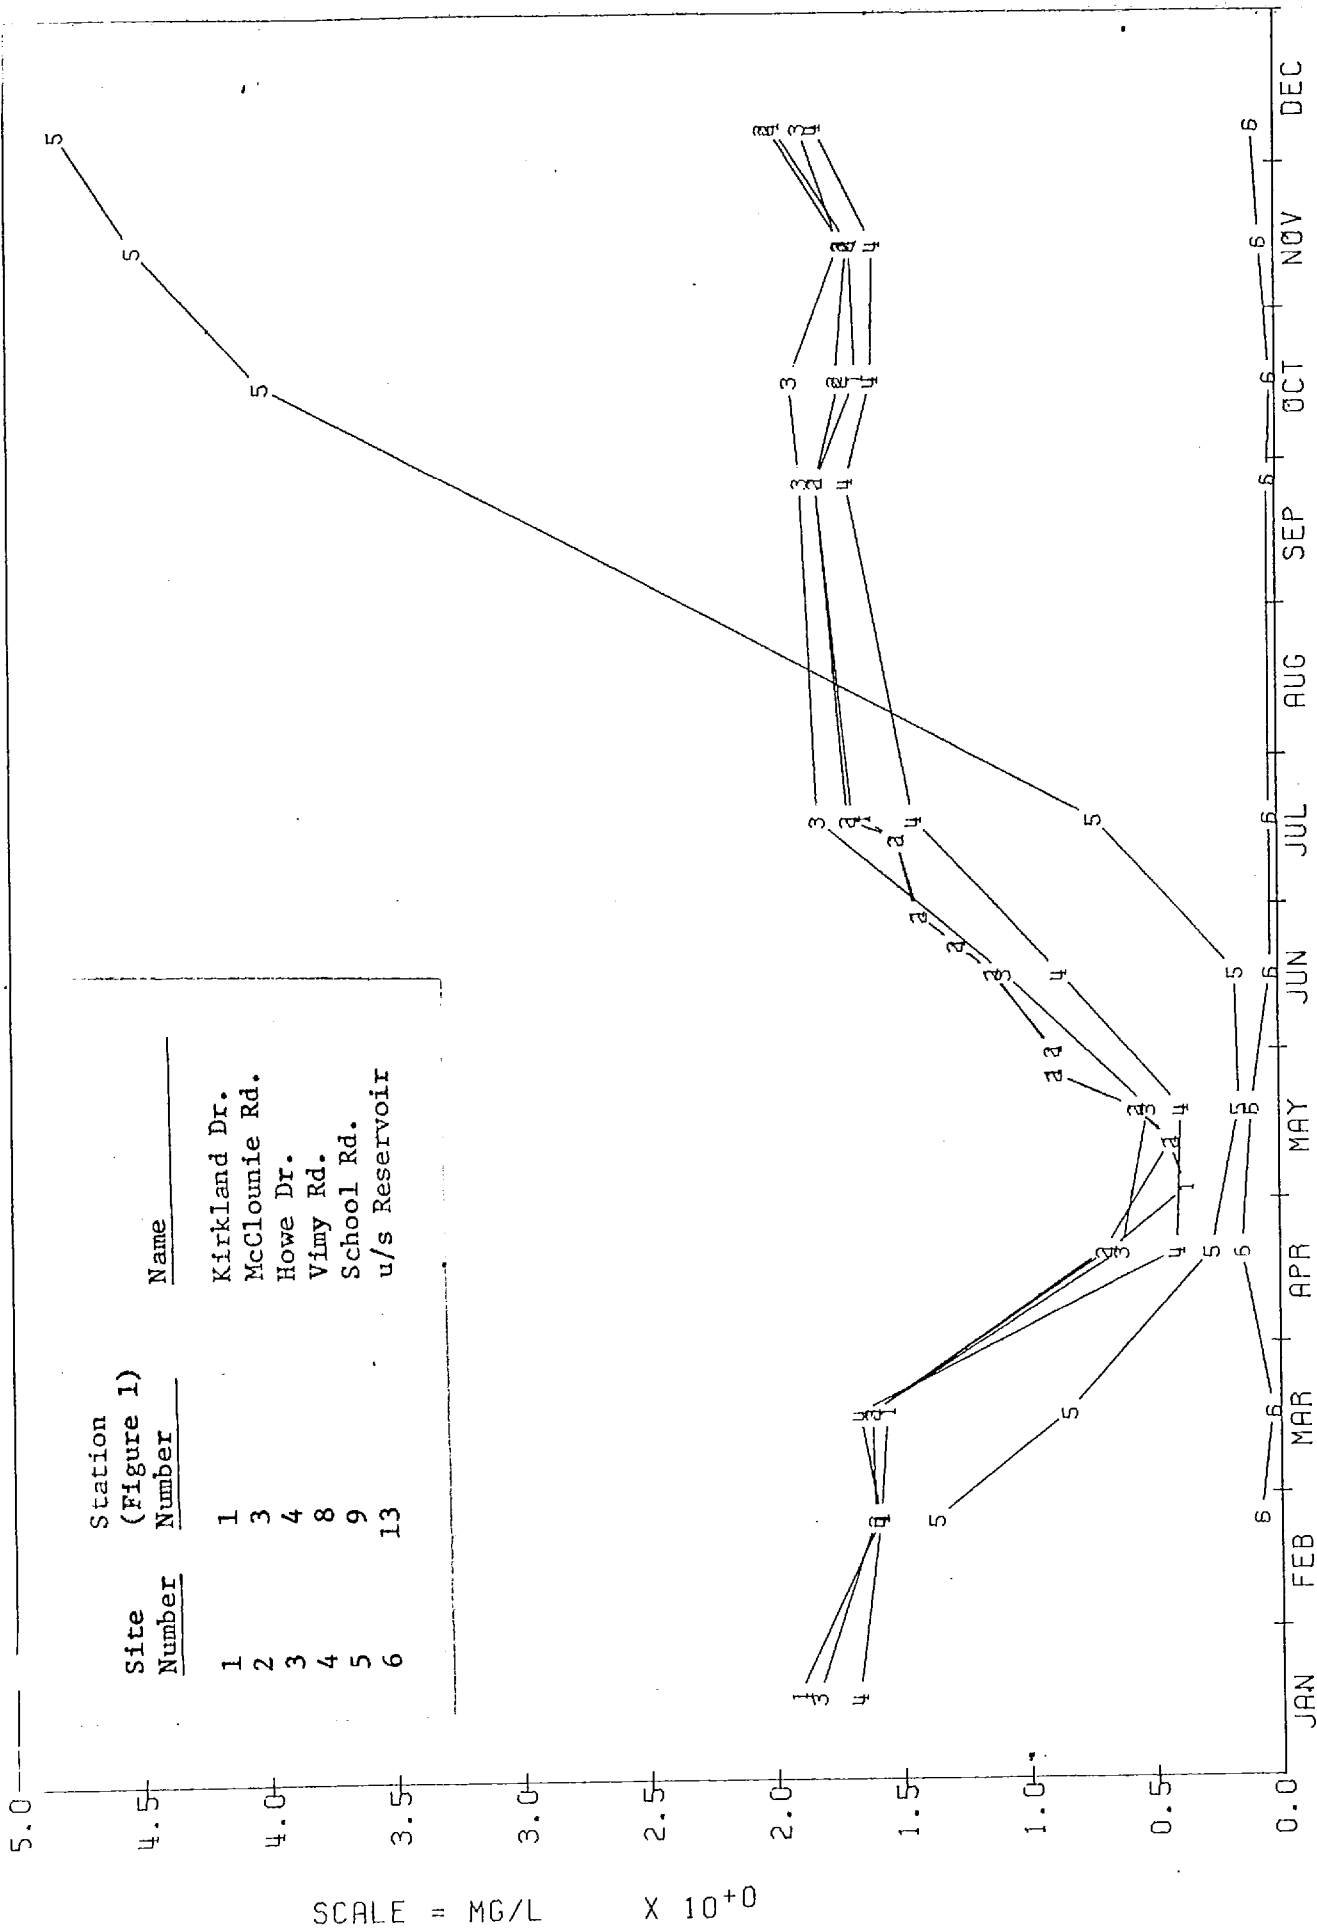 SCALE = MG/L X 10+0
5.0
4.5
4.0
3.5
3.0
2.5
2.0
1.5
1.0
0.5
0.0
Site Number Station (Figure 1) Number Name
1 1 Kirkland Dr.
2 3 McClounie Rd.
3 4 Howe Dr.
4 8 Vimy Rd.
5 9 School Rd.
6 13 u/s Reservoir
JAN FEB MAR APR MAY JUN JUL AUG SEP OCT NOV DEC